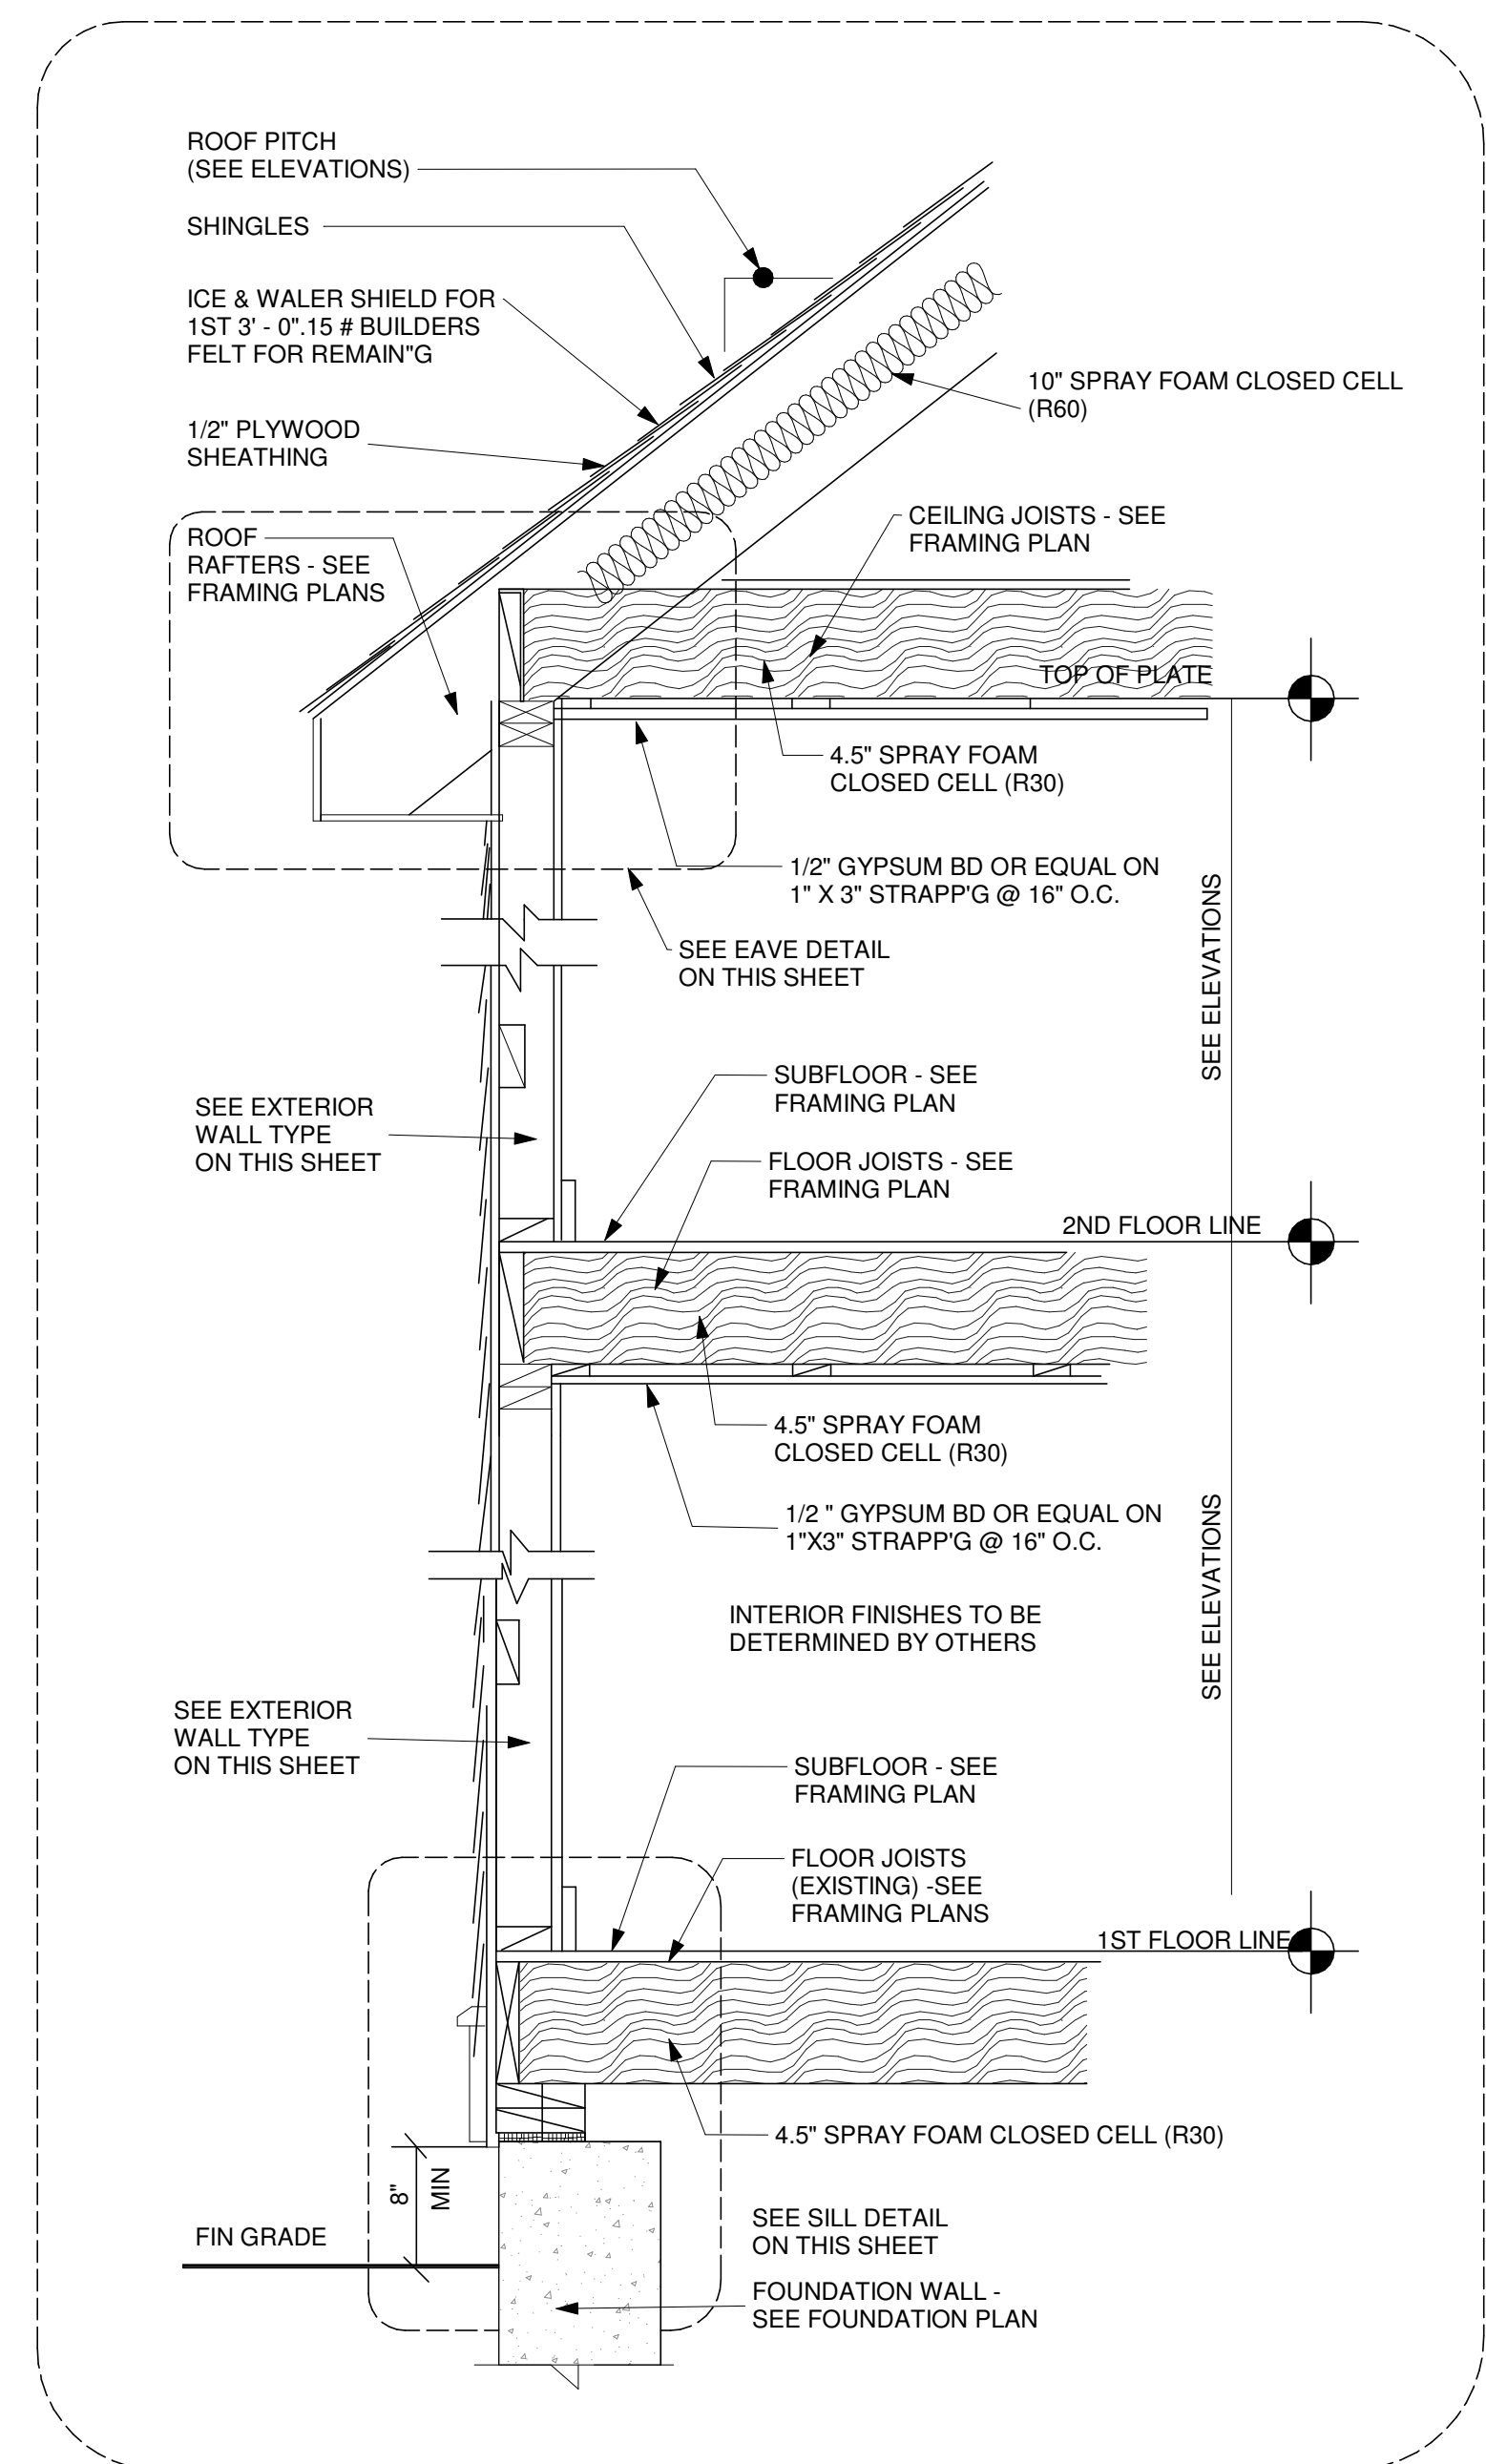 ROOF PITCH
(SEE ELEVATIONS)
SHINGLES
ICE & WALER SHIELD FOR
1ST 3' - 0".15 # BUILDERS
FELT FOR REMAIN"G
1/2" PLYWOOD
SHEATHING
10" SPRAY FOAM CLOSED CELL
(R60)
ROOF
RAFTERS - SEE
FRAMING PLANS
CEILING JOISTS - SEE
FRAMING PLAN
TOP OF PLATE
4.5" SPRAY FOAM
CLOSED CELL (R30)
1/2" GYPSUM BD OR EQUAL ON
1" X 3" STRAPP'G @ 16" O.C.
SEE EAVE DETAIL
ON THIS SHEET
SEE ELEVATIONS
SUBFLOOR - SEE
FRAMING PLAN
SEE EXTERIOR
WALL TYPE
ON THIS SHEET
FLOOR JOISTS - SEE
FRAMING PLAN
2ND FLOOR LINE
4.5" SPRAY FOAM
CLOSED CELL (R30)
1/2 " GYPSUM BD OR EQUAL ON
1"X3" STRAPP'G @ 16" O.C.
SEE ELEVATIONS
INTERIOR FINISHES TO BE
DETERMINED BY OTHERS
SEE EXTERIOR
WALL TYPE
ON THIS SHEET
SUBFLOOR - SEE
FRAMING PLAN
FLOOR JOISTS
(EXISTING) -SEE
FRAMING PLANS
1ST FLOOR LINE
4.5" SPRAY FOAM CLOSED CELL (R30)
8"
MIN
FIN GRADE
SEE SILL DETAIL
ON THIS SHEET
FOUNDATION WALL -
SEE FOUNDATION PLAN